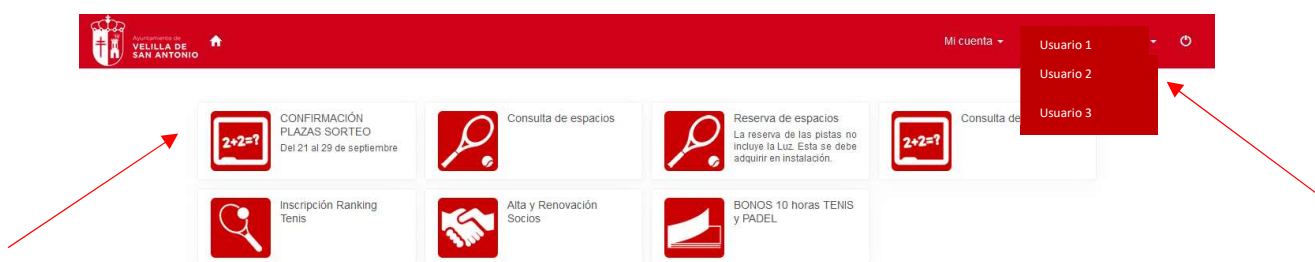 Ayuntamiento de
VELILLA DE
SAN ANTONIO
Mi cuenta
Usuario 1
Usuario 2
Usuario 3
2+2=?
CONFIRMACIÓN
PLAZAS SORTEO
Del 21 al 29 de septiembre
Consulta de espacios
Reserva de espacios
La reserva de las pistas no
incluye la Luz. Esta se debe
adquirir en instalación.
2+2=?
Consulta de
Inscripción Ranking
Tenis
Alta y Renovación
Socios
BONOS 10 horas TENIS
y PADEL